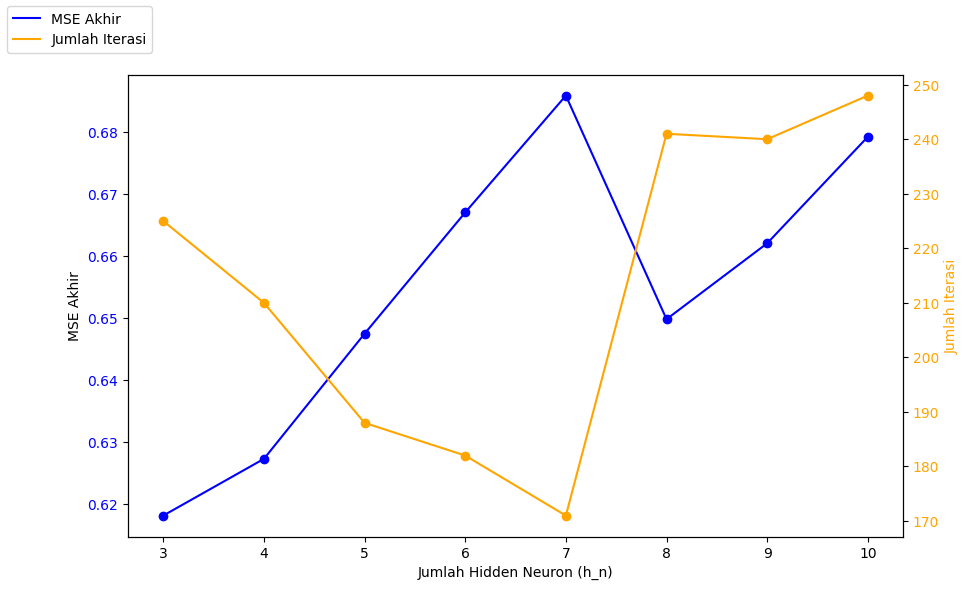 MSE Akhir
Jumlah Iterasi
0.68
0.67
0.66
0.65
0.64
0.63
0.62
MSE Akhir
250
240
230
220
210
200
190
180
170
Jumlah Iterasi
3 4 5 6 7 8 9 10
Jumlah Hidden Neuron (h_n)